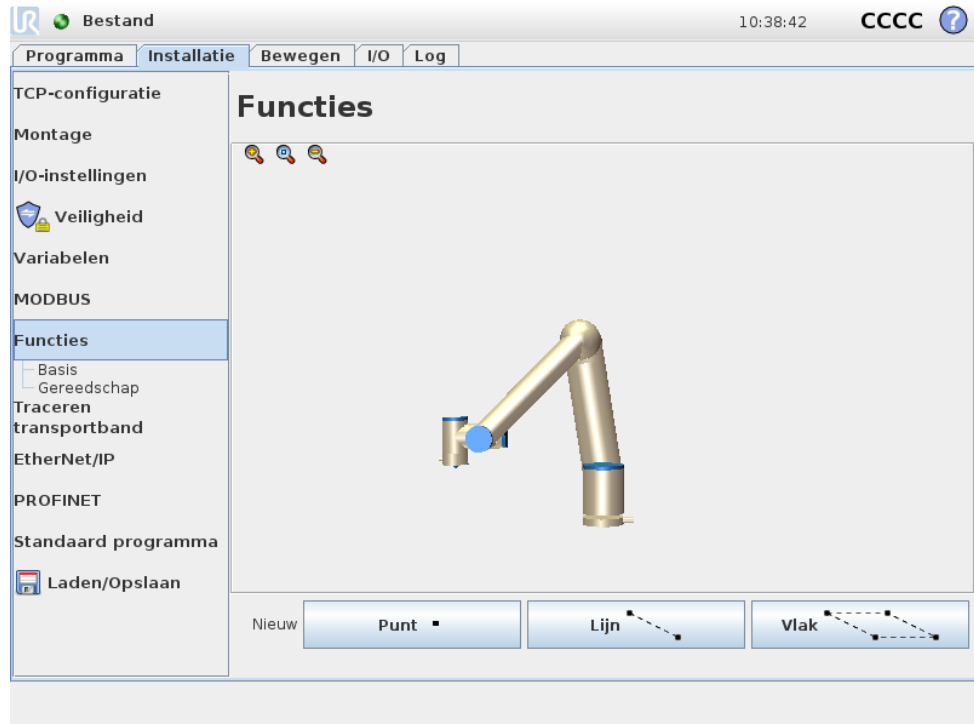 UR Bestand 10:38:42 CCCC ?
Programma Installatie Bewegen I/O Log
TCP-configuratie
Montage
I/O-instellingen
Veiligheid
Variabelen
MODBUS
Functies
Basis
Gereedschap
Traceren
transportband
EtherNet/IP
PROFINET
Standaard programma
Laden/Opslaan
Functies
Nieuw Punt Lijn Vlak